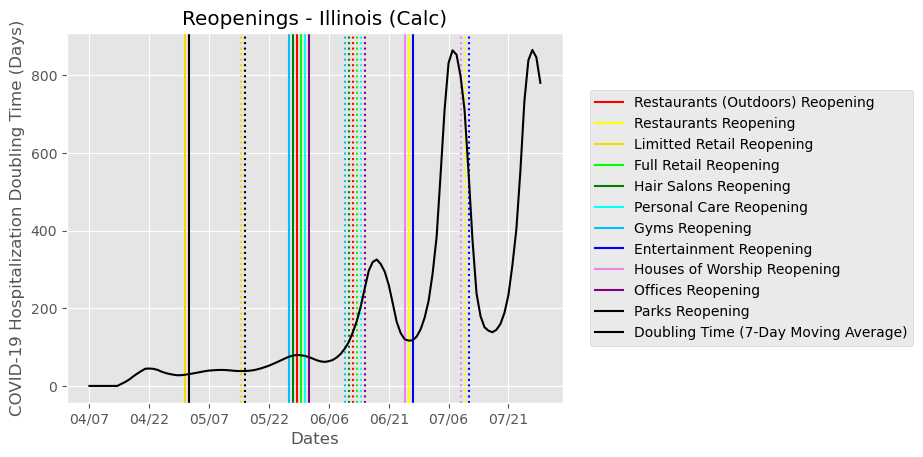 Reopenings - Illinois (Calc)
COVID-19 Hospitalization Doubling Time (Days)
800
600
400
200
0
04/07 04/22 05/07 05/22 06/06 06/21 07/06 07/21
Dates
Restaurants (Outdoors) Reopening
Restaurants Reopening
Limitted Retail Reopening
Full Retail Reopening
Hair Salons Reopening
Personal Care Reopening
Gyms Reopening
Entertainment Reopening
Houses of Worship Reopening
Offices Reopening
Parks Reopening
Doubling Time (7-Day Moving Average)